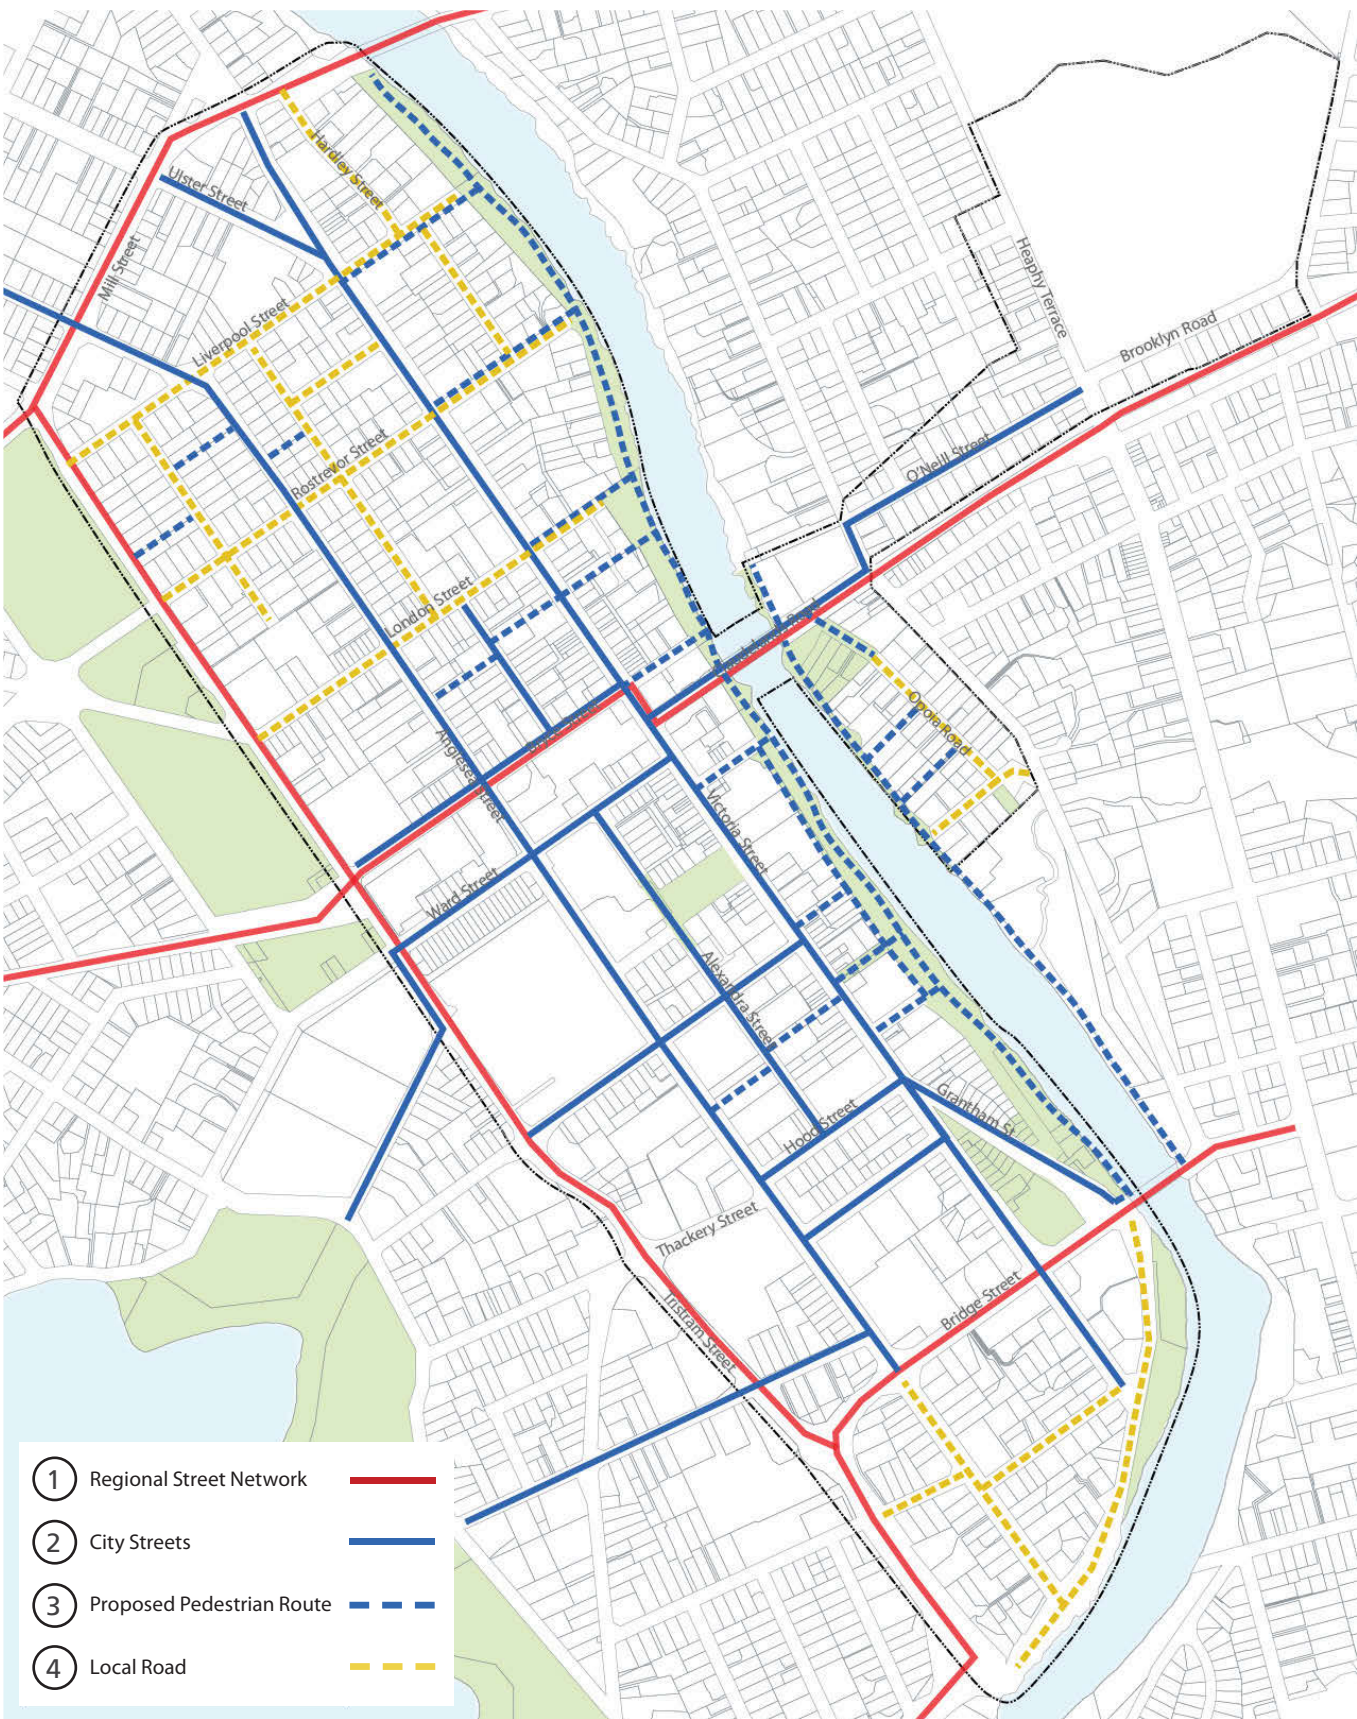 Hardley Street
Ulster Street
Mill Street
Heaphy Terrace
Liverpool Street
Brooklyn Road
Rostrevor Street
O'Neill Street
London Street
Opoia Road
Anglesea Street
Victoria Street
Ward Street
Alexandra Street
Hood Street
Grantham St
Thackery Street
Bridge Street
Tristram Street
1 Regional Street Network
2 City Streets
3 Proposed Pedestrian Route
4 Local Road